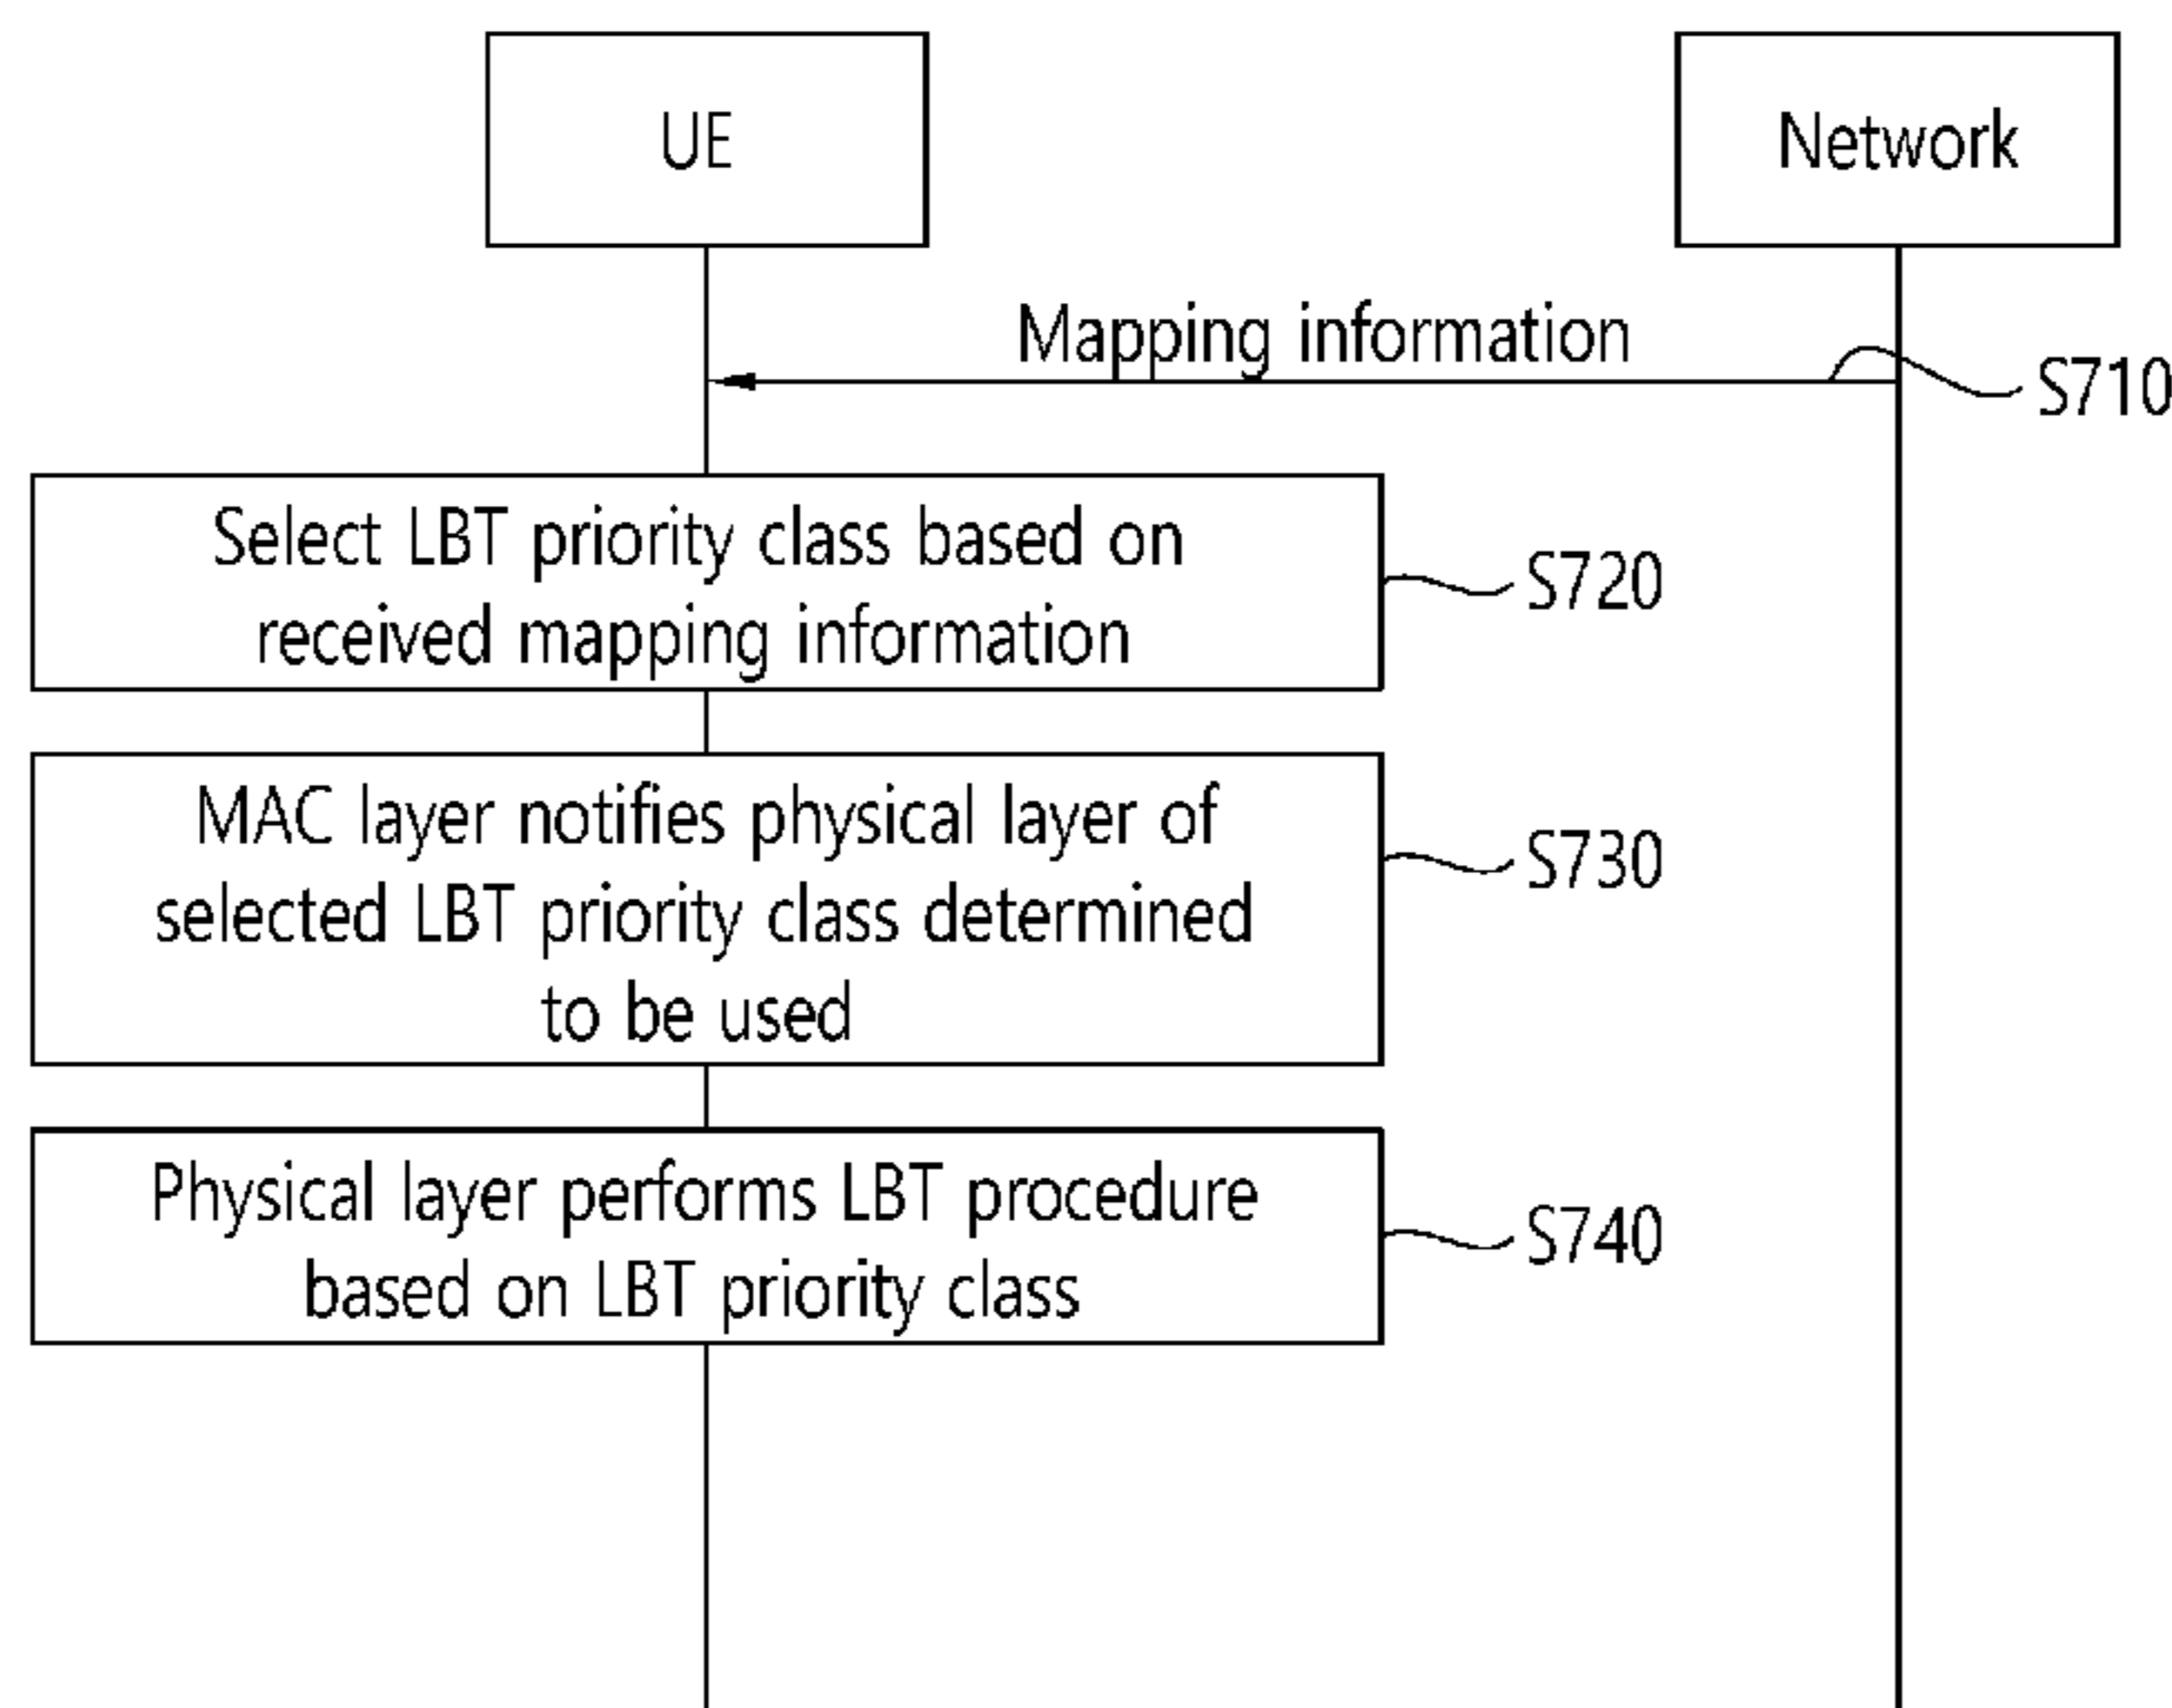 UE
Network
Mapping information
S710
Select LBT priority class based on
received mapping information
S720
MAC layer notifies physical layer of
selected LBT priority class determined
to be used
S730
Physical layer performs LBT procedure
based on LBT priority class
S740